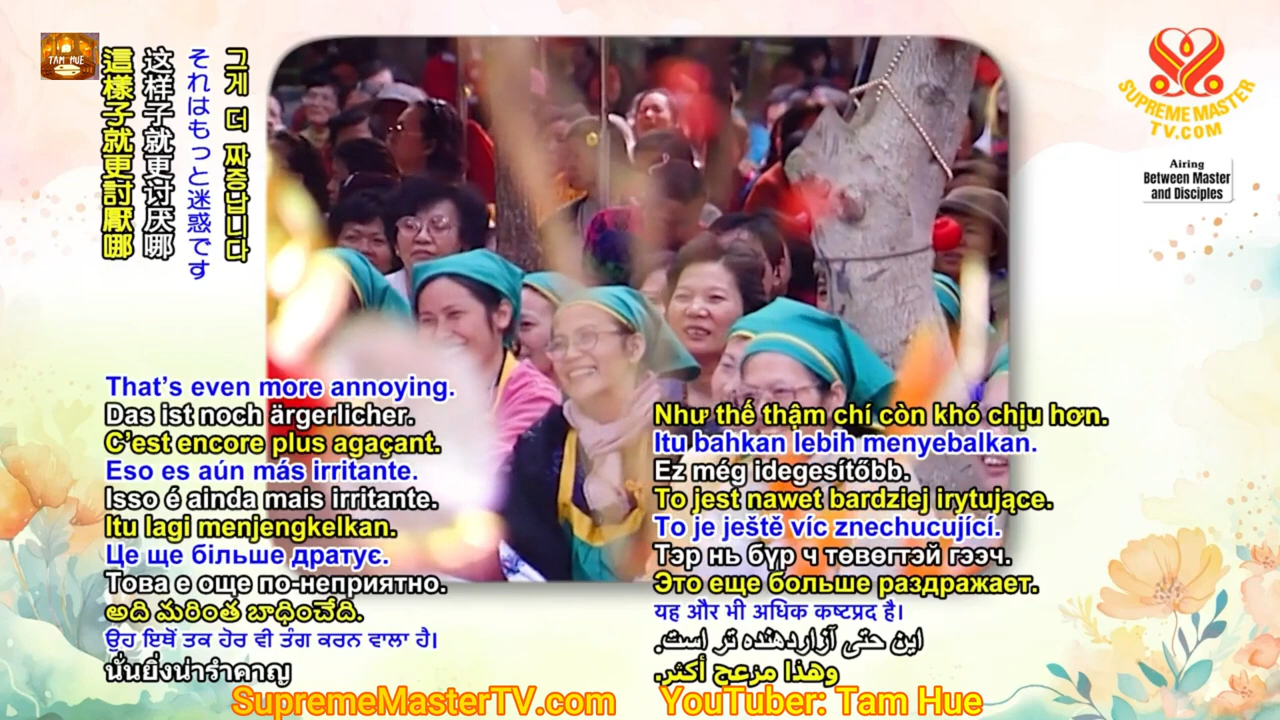 TAM HUE
這樣子就更討厭哪
这样子就更讨厌哪
それはもっと迷惑です
그게 더 짜증납니다
SUPREME MASTER
TV.COM
Airing
Between Master
and Disciples
That's even more annoying.
Das ist noch ärgerlicher.
C'est encore plus agaçant.
Eso es aún más irritante.
Isso é ainda mais irritante.
Itu lagi menjengkelkan.
Це ще більше дратує.
Това е още по-неприятно.
అది మరింత బాధించేది.
ਉਹ ਇਥੋਂ ਤਕ ਹੋਰ ਵੀ ਤੰਗ ਕਰਨ ਵਾਲਾ ਹੈ।
นั่นยิ่งน่ารำคาญ
Như thế thậm chí còn khó chịu hơn.
Itu bahkan lebih menyebalkan.
Ez még idegesítőbb.
To jest nawet bardziej irytujące.
To je ještě víc znechucující.
Тэр нь бүр ч төвөгтэй гээч.
Это еще больше раздражает.
यह और भी अधिक कष्टप्रद है।
این حتی آزاردهنده تر است.
وهذا مزعج أكثر.
SupremeMasterTV.com
YouTuber: Tam Hue